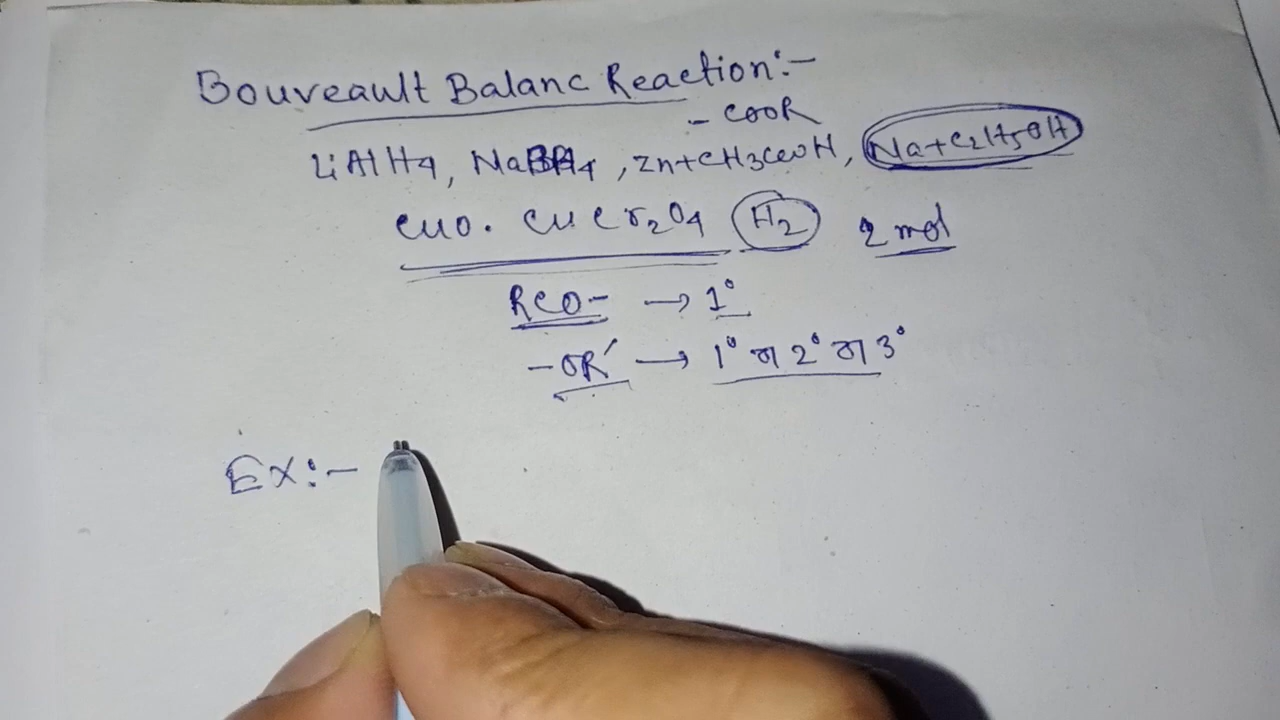 Bouveault Balanc Reaction:-
- COOR
LiAlH4, NaBH4, Zn+CH3COOH, Na+C2H5OH
CuO. CuCr2O4 H2 2 mol
RCO- → 1°
-OR' → 1° या 2° या 3°
EX:-